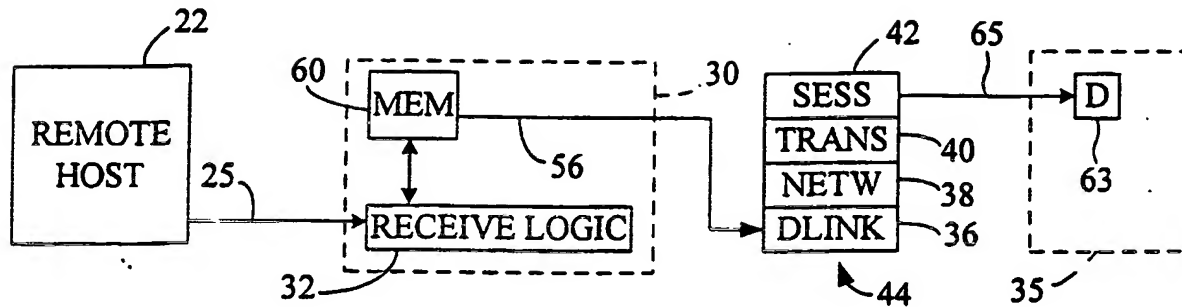 22
REMOTE
HOST
25
60
MEM
30
56
RECEIVE LOGIC
32
42
SESS
TRANS
40
NETW
38
DLINK
36
44
65
D
63
35